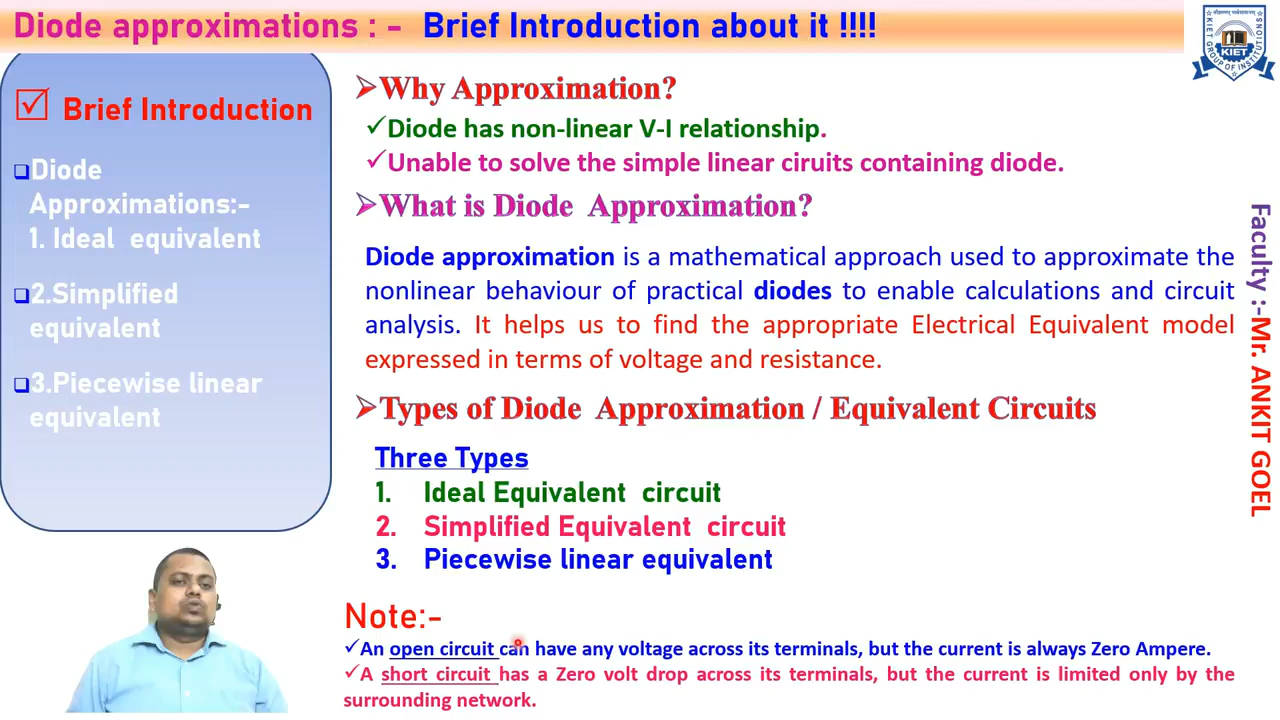 Diode approximations : - Brief Introduction about it !!!!
KIET
KIET GROUP OF INSTITUTIONS
Brief Introduction
Diode
Approximations:-
1. Ideal equivalent
2.Simplified
equivalent
3.Piecewise linear
equivalent
Why Approximation?
Diode has non-linear V-I relationship.
Unable to solve the simple linear ciruits containing diode.
What is Diode Approximation?
Diode approximation is a mathematical approach used to approximate the
nonlinear behaviour of practical diodes to enable calculations and circuit
analysis. It helps us to find the appropriate Electrical Equivalent model
expressed in terms of voltage and resistance.
Types of Diode Approximation / Equivalent Circuits
Three Types
1. Ideal Equivalent circuit
2. Simplified Equivalent circuit
3. Piecewise linear equivalent
Note:-
An open circuit can have any voltage across its terminals, but the current is always Zero Ampere.
A short circuit has a Zero volt drop across its terminals, but the current is limited only by the
surrounding network.
Faculty :-Mr. ANKIT GOEL